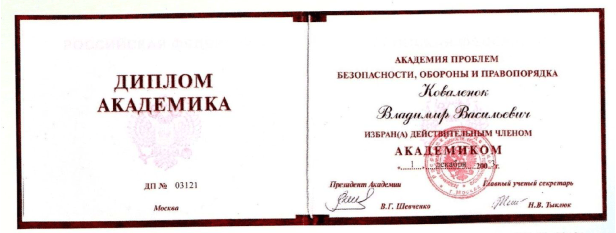 ДИПЛОМ
АКАДЕМИКА
ДП № 03121
Москва
АКАДЕМИЯ ПРОБЛЕМ
БЕЗОПАСНОСТИ, ОБОРОНЫ И ПРАВОПОРЯДКА
Коваленок
Владимир Васильевич
ИЗБРАН(А) ДЕЙСТВИТЕЛЬНЫМ ЧЛЕНОМ
АКАДЕМИКОМ
«1 декабря 2003г.
Президент Академии Главный ученый секретарь
В.Г. Шевченко Н.В. Тыклюк